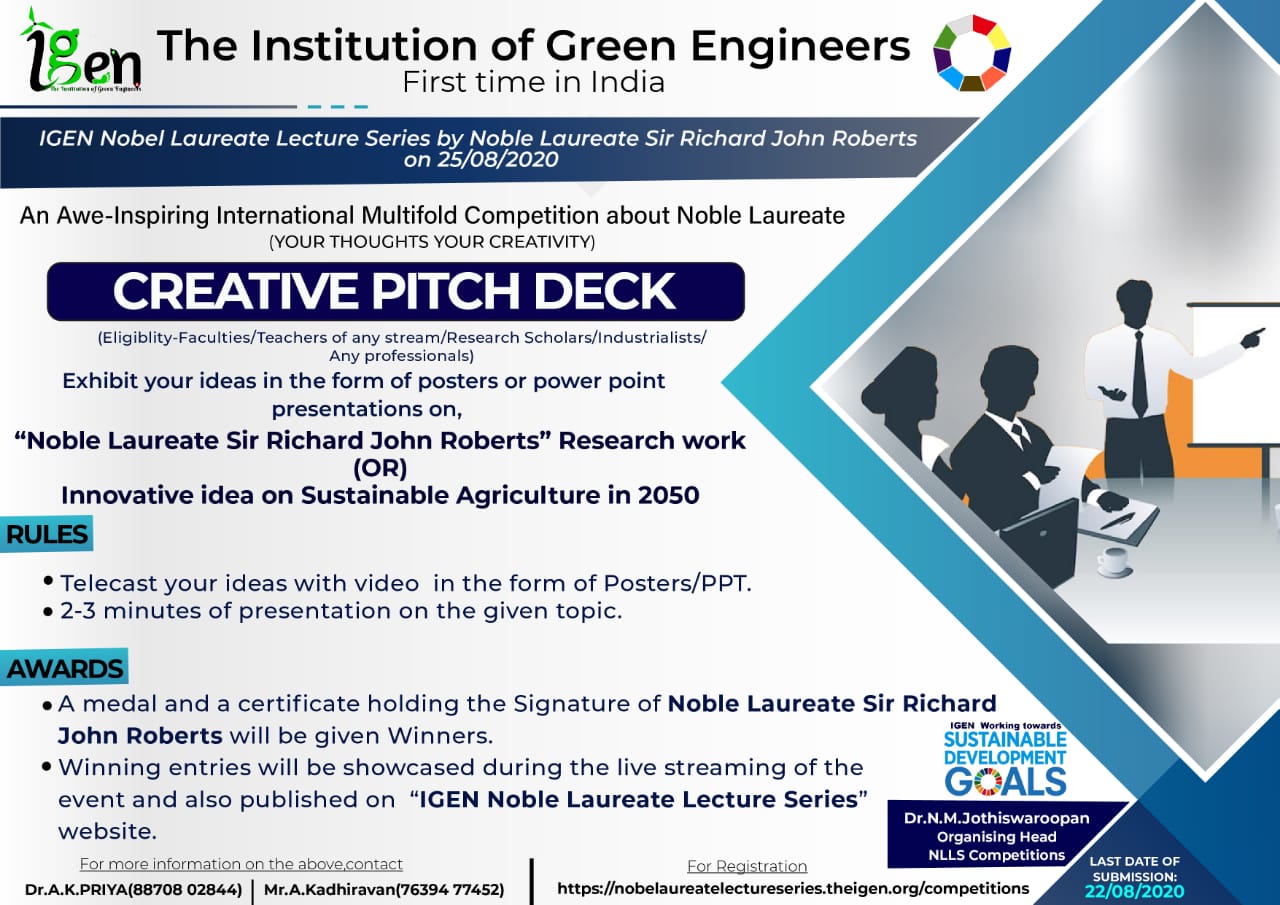 igen
The Institution of Green Engineers
The Institution of Green Engineers
First time in India
IGEN Nobel Laureate Lecture Series by Noble Laureate Sir Richard John Roberts
on 25/08/2020
An Awe-Inspiring International Multifold Competition about Noble Laureate
(YOUR THOUGHTS YOUR CREATIVITY)
CREATIVE PITCH DECK
(Eligiblity-Faculties/Teachers of any stream/Research Scholars/Industrialists/
Any professionals)
Exhibit your ideas in the form of posters or power point
presentations on,
“Noble Laureate Sir Richard John Roberts” Research work
(OR)
Innovative idea on Sustainable Agriculture in 2050
RULES
• Telecast your ideas with video in the form of Posters/PPT.
• 2-3 minutes of presentation on the given topic.
AWARDS
• A medal and a certificate holding the Signature of Noble Laureate Sir Richard
John Roberts will be given Winners.
• Winning entries will be showcased during the live streaming of the
event and also published on “IGEN Noble Laureate Lecture Series”
website.
IGEN Working towards
SUSTAINABLE
DEVELOPMENT
GOALS
Dr.N.M.Jothiswaroopan
Organising Head
NLLS Competitions
LAST DATE OF
SUBMISSION:
22/08/2020
For more information on the above,contact
Dr.A.K.PRIYA(88708 02844) | Mr.A.Kadhiravan(76394 77452)
For Registration
https://nobelaureatelectureseries.theigen.org/competitions